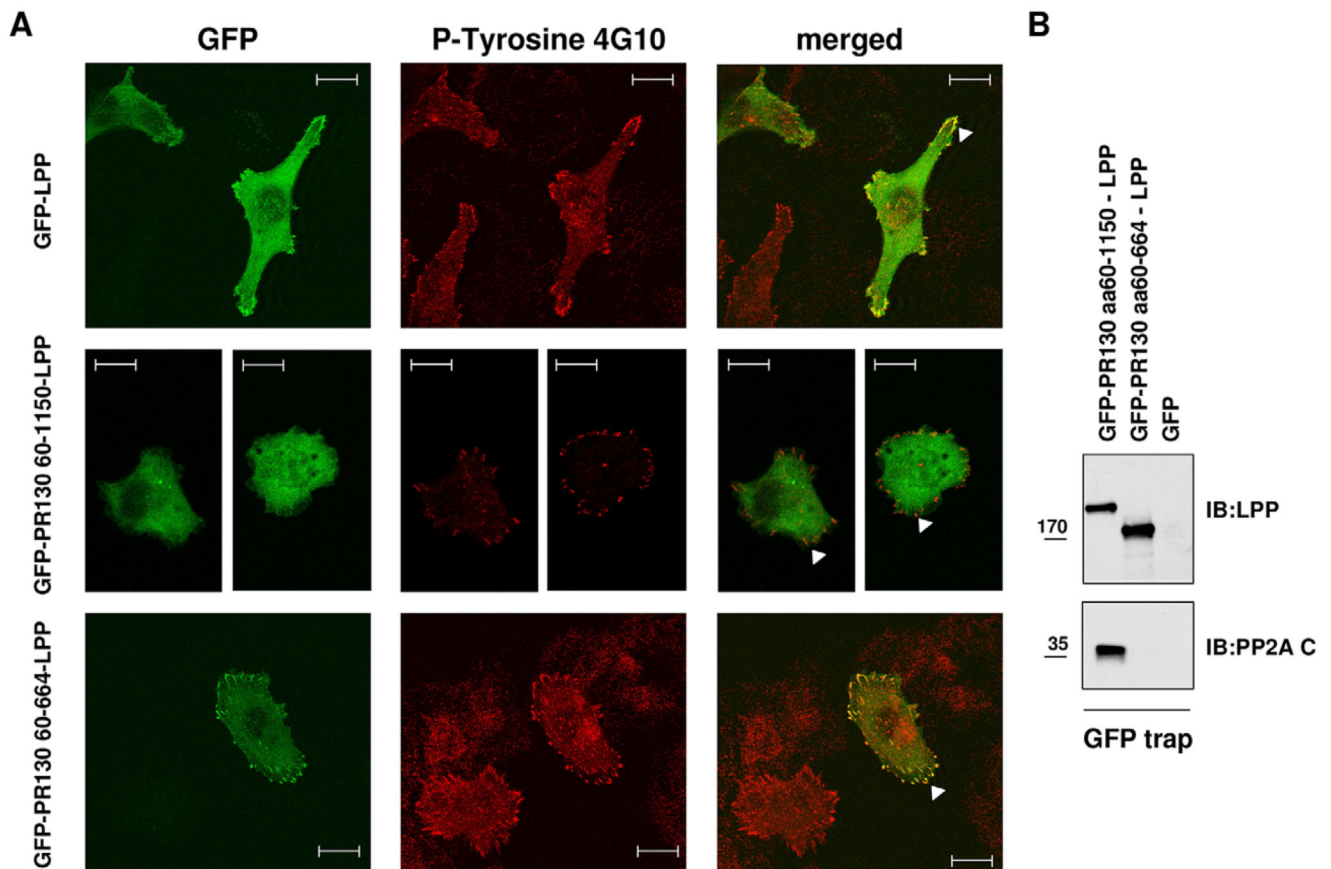 A
GFP
P-Tyrosine 4G10
merged
GFP-LPP
GFP-PR130 60-1150-LPP
GFP-PR130 60-664-LPP
B
GFP-PR130 aa60-1150 - LPP
GFP-PR130 aa60-664 - LPP
GFP
170
IB:LPP
35
IB:PP2A C
GFP trap